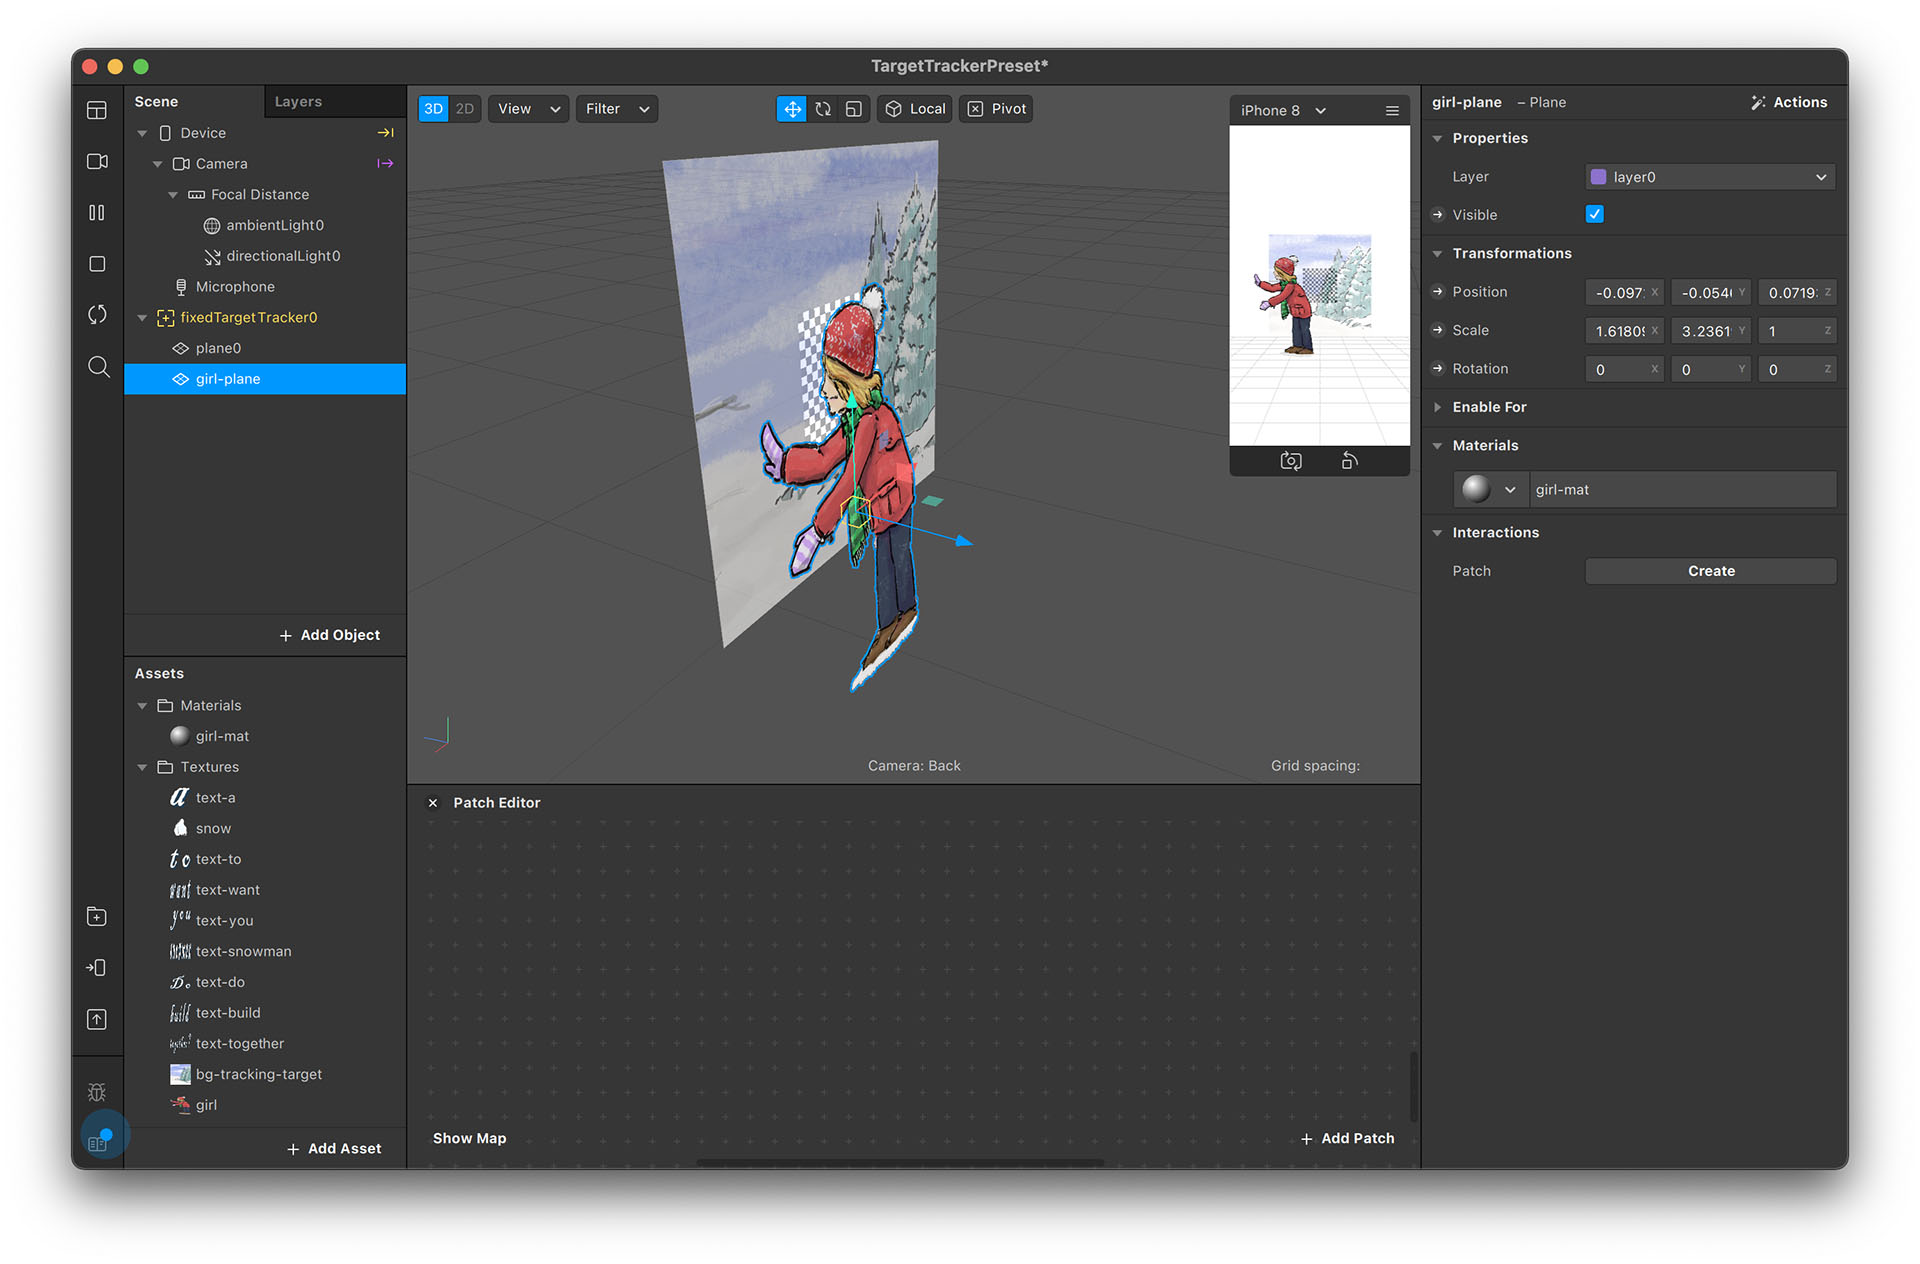 TargetTrackerPreset*
Scene
Layers
Device
Camera
Focal Distance
ambientLight0
directionalLight0
Microphone
fixedTargetTracker0
plane0
girl-plane
+ Add Object
Assets
Materials
girl-mat
Textures
text-a
snow
text-to
text-want
text-you
text-snowman
text-do
text-build
text-together
bg-tracking-target
girl
+ Add Asset
3D 2D View Filter Local Pivot
iPhone 8
Camera: Back
Grid spacing:
Patch Editor
Show Map
+ Add Patch
girl-plane – Plane Actions
Properties
Layer layer0
Visible
Transformations
Position -0.097 X -0.054 Y 0.0719 Z
Scale 1.6180 X 3.2361 Y 1 Z
Rotation 0 X 0 Y 0 Z
Enable For
Materials
girl-mat
Interactions
Patch Create